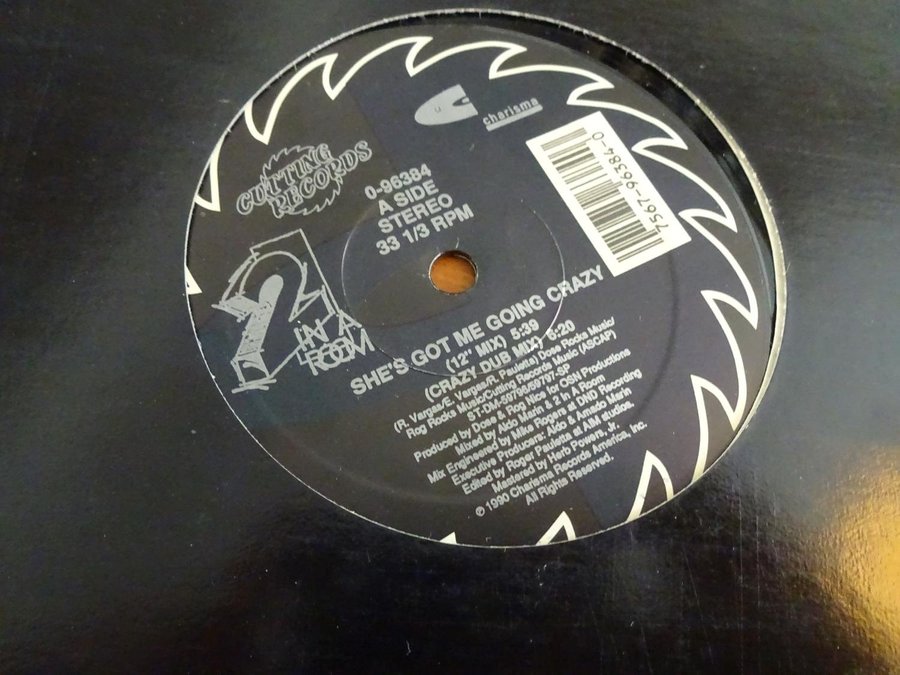 charisma
CUTTING
RECORDS
0-96384
A SIDE
STEREO
33 1/3 RPM
7567-96384-0
2
IN A
ROOM
SHE'S GOT ME GOING CRAZY
(12" MIX) 5:39
(CRAZY DUB MIX) 6:20
(R. Vargas/E. Vargas/R. Pauletta) Dose Rocks Music/
Rog Rocks Music/Cutting Records Music (ASCAP)
Produced by Dosę & Rog Nice for OSN Productions
Mixed by Aldo Marin & 2 In A Room
Mix Engineered by Mike Rogers at DND Recording
Executive Producers: Aldo & Amado Marin
Edited by Roger Pauletta at AIM studios.
Mastered by Herb Powers, Jr.
℗ 1990 Charisma Records America, Inc.
All Rights Reserved.